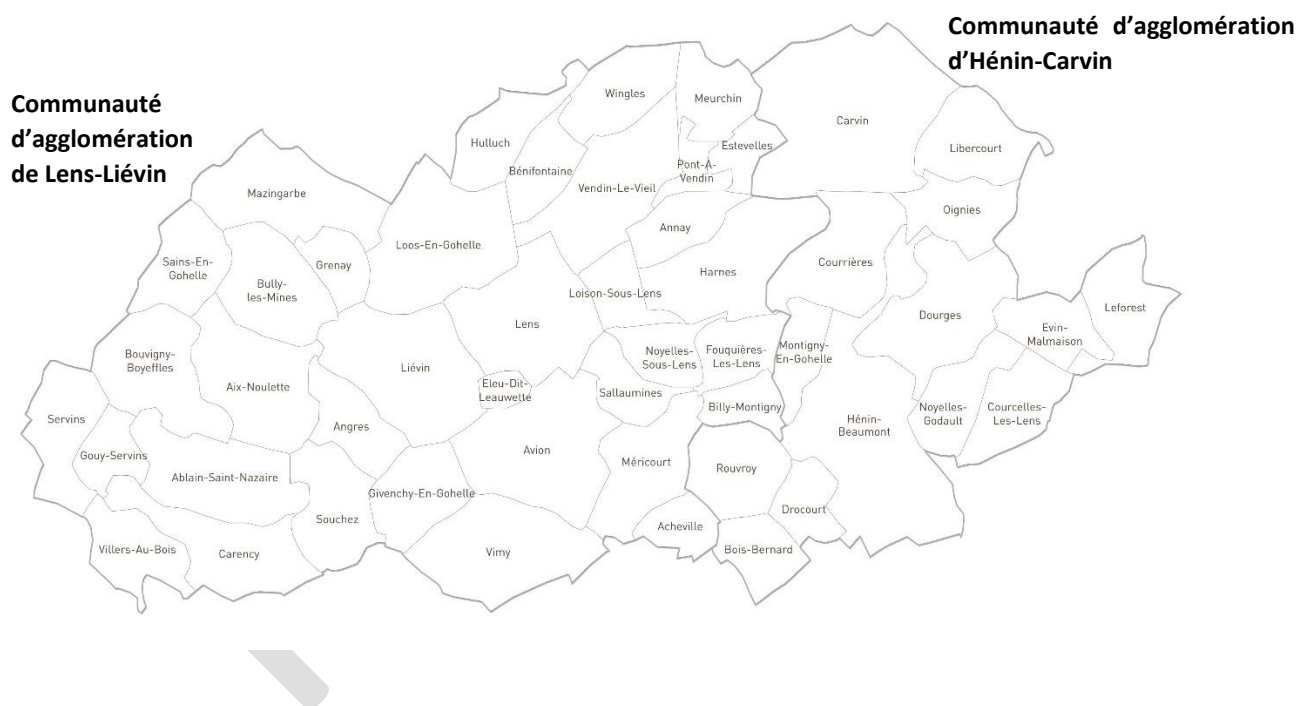 Communauté d’agglomération
d’Hénin-Carvin
Communauté
d’agglomération
de Lens-Liévin
Wingles
Meurchin
Carvin
Hulluch
Estevelles
Libercourt
Bénifontaine
Pont-A-
Vendin
Vendin-Le-Vieil
Mazingarbe
Oignies
Annay
Loos-En-Gohelle
Sains-En-
Gohelle
Grenay
Courrières
Harnes
Bully-
les-Mines
Loison-Sous-Lens
Leforest
Dourges
Lens
Evin-
Malmaison
Bouvigny-
Boyeffles
Noyelles-
Sous-Lens
Fouquières-
Les-Lens
Montigny-
En-Gohelle
Liévin
Aix-Noulette
Eleu-Dit-
Leauwette
Sallaumines
Billy-Montigny
Noyelles-
Godault
Courcelles-
Les-Lens
Servins
Angres
Hénin-
Beaumont
Gouy-Servins
Avion
Méricourt
Rouvroy
Ablain-Saint-Nazaire
Givenchy-En-Gohelle
Drocourt
Souchez
Acheville
Villers-Au-Bois
Carency
Vimy
Bois-Bernard